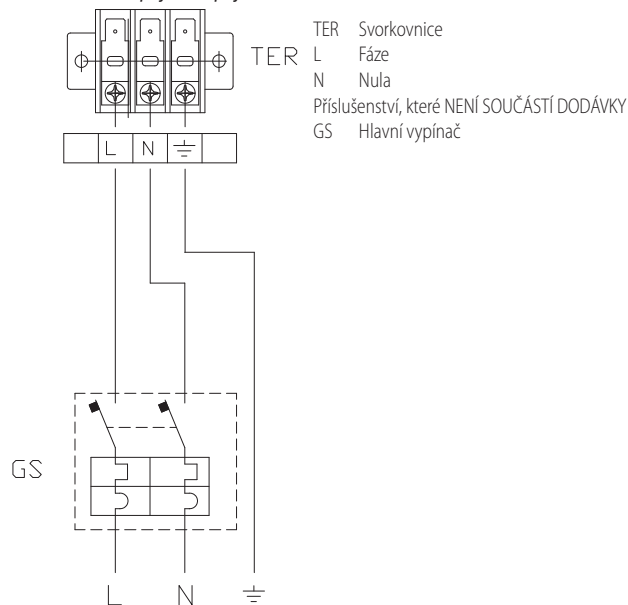 TER
TER Svorkovnice
L Fáze
N Nula
Příslušenství, které NENÍ SOUČÁSTÍ DODÁVKY
GS Hlavní vypínač
L N
GS
L N